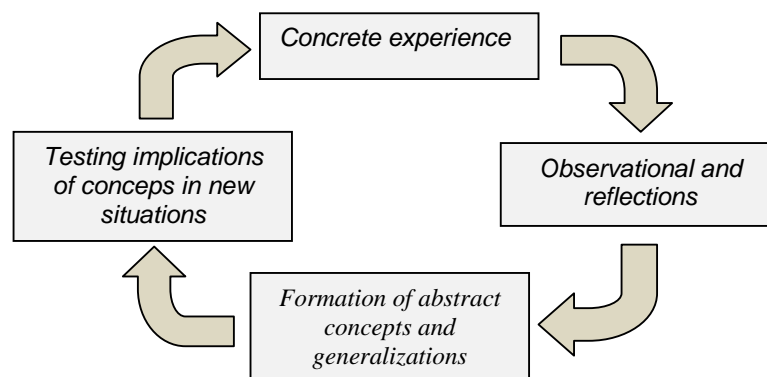 Concrete experience
Observational and
reflections
Formation of abstract
concepts and
generalizations
Testing implications
of conceps in new
situations